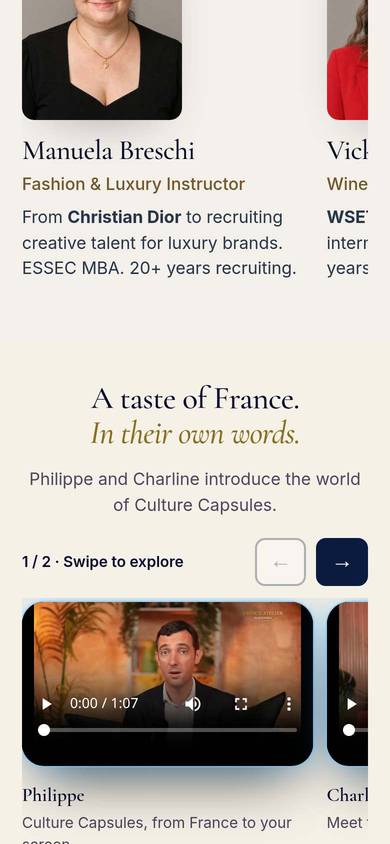 Manuela Breschi
Fashion & Luxury Instructor
From Christian Dior to recruiting
creative talent for luxury brands.
ESSEC MBA. 20+ years recruiting.
Wine
years
A taste of France.
In their own words.
Philippe and Charline introduce the world
of Culture Capsules.
1 / 2 · Swipe to explore
← →
0:00 / 1:07
Philippe
Culture Capsules, from France to your
Meet